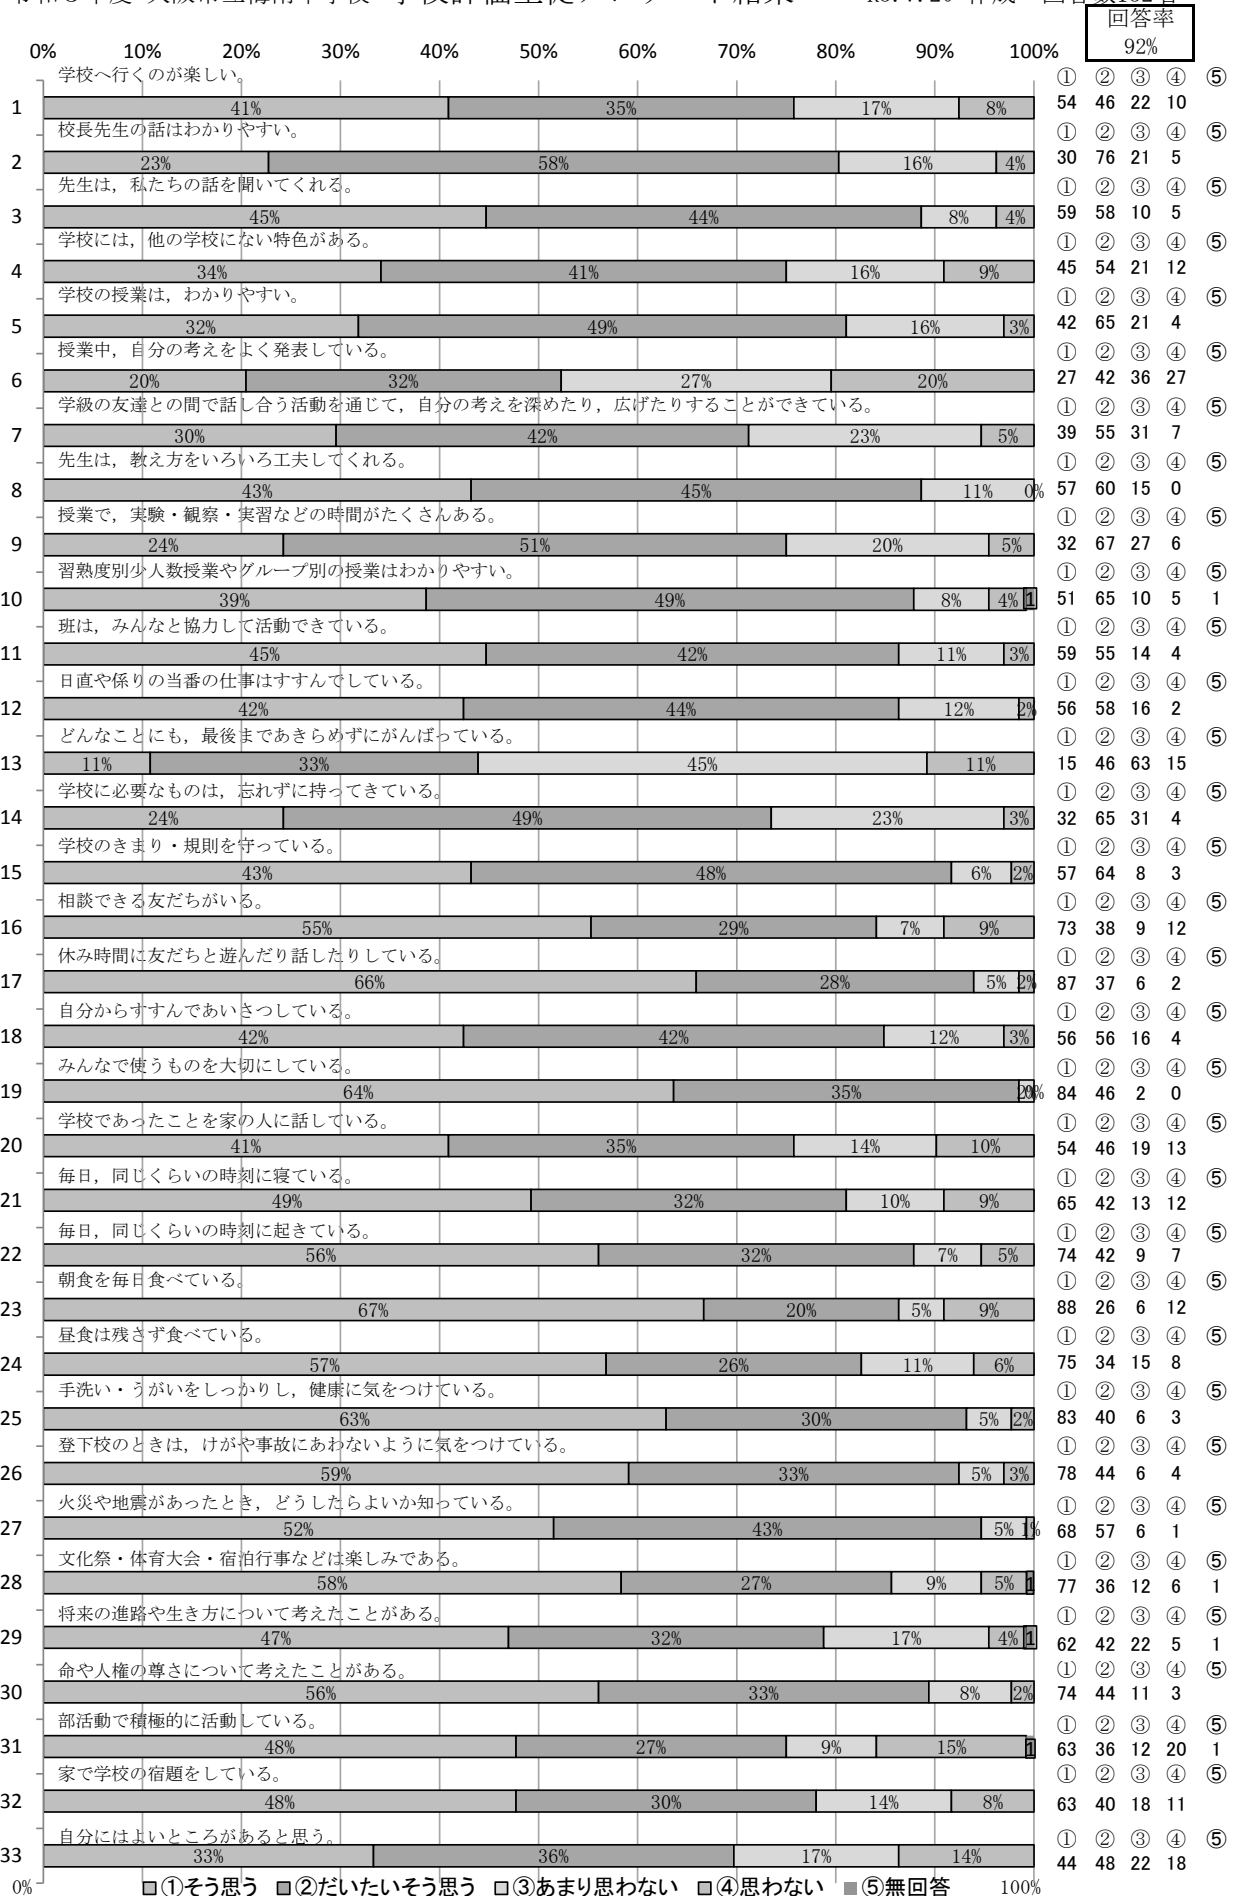 回答率
92%
0% 10% 20% 30% 40% 50% 60% 70% 80% 90% 100%
学校へ行くのが楽しい。 ① ② ③ ④ ⑤
1 41% 35% 17% 8% 54 46 22 10
校長先生の話はわかりやすい。 ① ② ③ ④ ⑤
2 23% 58% 16% 4% 30 76 21 5
先生は，私たちの話を聞いてくれる。 ① ② ③ ④ ⑤
3 45% 44% 8% 4% 59 58 10 5
学校には，他の学校にない特色がある。 ① ② ③ ④ ⑤
4 34% 41% 16% 9% 45 54 21 12
学校の授業は，わかりやすい。 ① ② ③ ④ ⑤
5 32% 49% 16% 3% 42 65 21 4
授業中，自分の考えをよく発表している。 ① ② ③ ④ ⑤
6 20% 32% 27% 20% 27 42 36 27
学級の友達との間で話し合う活動を通じて，自分の考えを深めたり，広げたりすることができている。 ① ② ③ ④ ⑤
7 30% 42% 23% 5% 39 55 31 7
先生は，教え方をいろいろ工夫してくれる。 ① ② ③ ④ ⑤
8 43% 45% 11% 0% 57 60 15 0
授業で，実験・観察・実習などの時間がたくさんある。 ① ② ③ ④ ⑤
9 24% 51% 20% 5% 32 67 27 6
習熟度別少人数授業やグループ別の授業はわかりやすい。 ① ② ③ ④ ⑤
10 39% 49% 8% 4% 1 51 65 10 5 1
班は，みんなと協力して活動できている。 ① ② ③ ④ ⑤
11 45% 42% 11% 3% 59 55 14 4
日直や係りの当番の仕事はすすんでしている。 ① ② ③ ④ ⑤
12 42% 44% 12% 2% 56 58 16 2
どんなことにも，最後まであきらめずにがんばっている。 ① ② ③ ④ ⑤
13 11% 33% 45% 11% 15 46 63 15
学校に必要なものは，忘れずに持ってきている。 ① ② ③ ④ ⑤
14 24% 49% 23% 3% 32 65 31 4
学校のきまり・規則を守っている。 ① ② ③ ④ ⑤
15 43% 48% 6% 2% 57 64 8 3
相談できる友だちがいる。 ① ② ③ ④ ⑤
16 55% 29% 7% 9% 73 38 9 12
休み時間に友だちと遊んだり話したりしている。 ① ② ③ ④ ⑤
17 66% 28% 5% 2% 87 37 6 2
自分からすすんであいさつしている。 ① ② ③ ④ ⑤
18 42% 42% 12% 3% 56 56 16 4
みんなで使うものを大切にしている。 ① ② ③ ④ ⑤
19 64% 35% 2% 0% 84 46 2 0
学校であったことを家の人に話している。 ① ② ③ ④ ⑤
20 41% 35% 14% 10% 54 46 19 13
毎日，同じくらいの時刻に寝ている。 ① ② ③ ④ ⑤
21 49% 32% 10% 9% 65 42 13 12
毎日，同じくらいの時刻に起きている。 ① ② ③ ④ ⑤
22 56% 32% 7% 5% 74 42 9 7
朝食を毎日食べている。 ① ② ③ ④ ⑤
23 67% 20% 5% 9% 88 26 6 12
昼食は残さず食べている。 ① ② ③ ④ ⑤
24 57% 26% 11% 6% 75 34 15 8
手洗い・うがいをしっかりし，健康に気をつけている。 ① ② ③ ④ ⑤
25 63% 30% 5% 2% 83 40 6 3
登下校のときは，けがや事故にあわないように気をつけている。 ① ② ③ ④ ⑤
26 59% 33% 5% 3% 78 44 6 4
火災や地震があったとき，どうしたらよいか知っている。 ① ② ③ ④ ⑤
27 52% 43% 5% 1% 68 57 6 1
文化祭・体育大会・宿泊行事などは楽しみである。 ① ② ③ ④ ⑤
28 58% 27% 9% 5% 1 77 36 12 6 1
将来の進路や生き方について考えたことがある。 ① ② ③ ④ ⑤
29 47% 32% 17% 4% 1 62 42 22 5 1
命や人権の尊さについて考えたことがある。 ① ② ③ ④ ⑤
30 56% 33% 8% 2% 74 44 11 3
部活動で積極的に活動している。 ① ② ③ ④ ⑤
31 48% 27% 9% 15% 1 63 36 12 20 1
家で学校の宿題をしている。 ① ② ③ ④ ⑤
32 48% 30% 14% 8% 63 40 18 11
自分にはよいところがあると思う。 ① ② ③ ④ ⑤
33 33% 36% 17% 14% 44 48 22 18
0% ①そう思う ②だいたいそう思う ③あまり思わない ④思わない ⑤無回答 100%